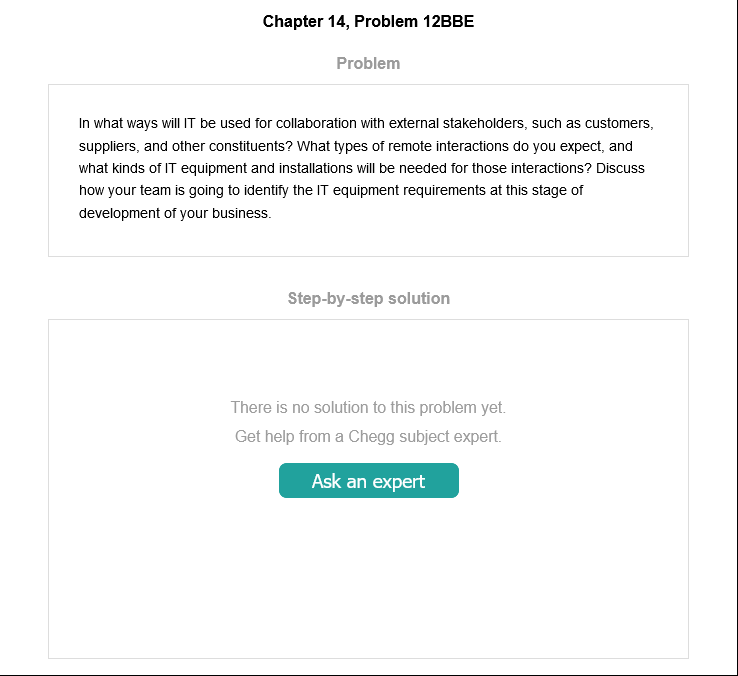 Chapter 14, Problem 12BBE
Problem
In what ways will IT be used for collaboration with external stakeholders, such as customers,
suppliers, and other constituents? What types of remote interactions do you expect, and
what kinds of IT equipment and installations will be needed for those interactions? Discuss
how your team is going to identify the IT equipment requirements at this stage of
development of your business.
Step-by-step solution
There is no solution to this problem yet.
Get help from a Chegg subject expert.
Ask an expert